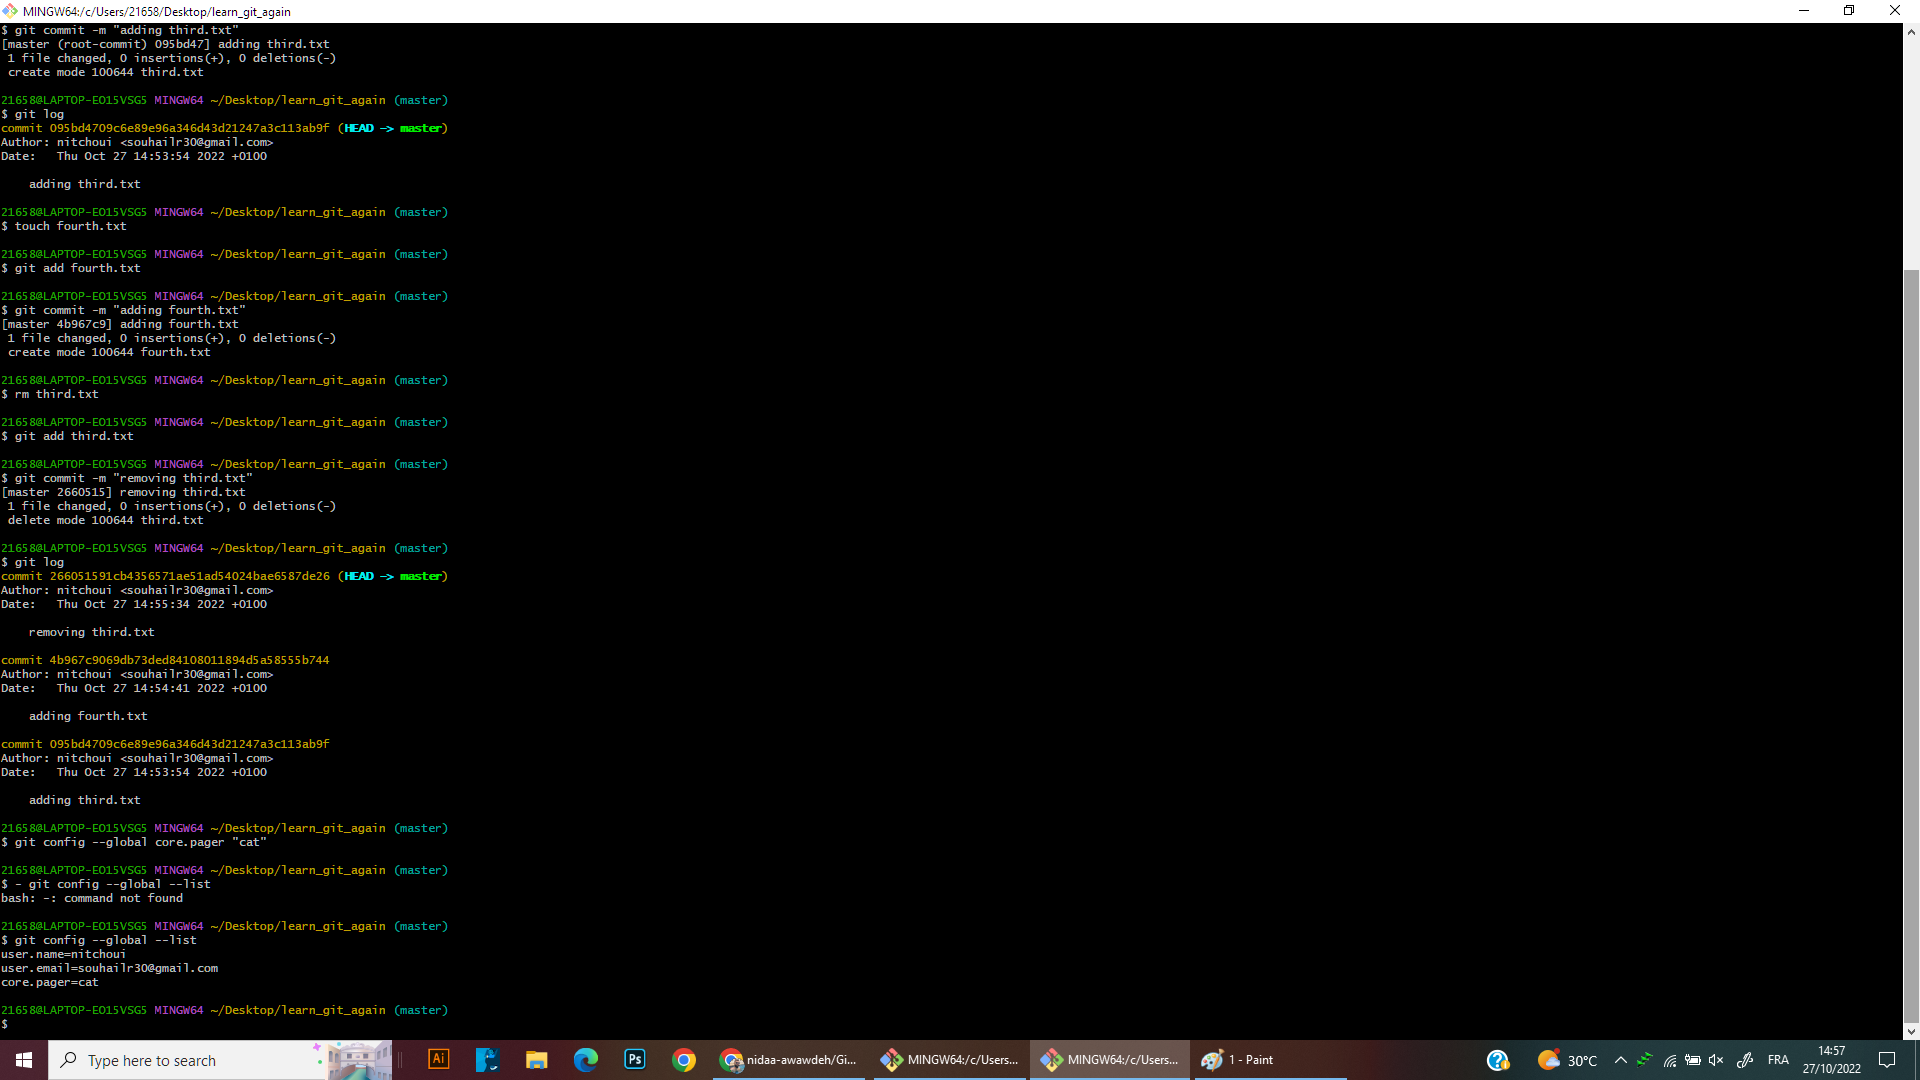 MINGW64:/c/Users/21658/Desktop/learn_git_again
$ git commit -m "adding third.txt"
[master (root-commit) 095bd47] adding third.txt
 1 file changed, 0 insertions(+), 0 deletions(-)
 create mode 100644 third.txt
21658@LAPTOP-EO15VSG5 MINGW64 ~/Desktop/learn_git_again (master)
$ git log
commit 095bd4709c6e89e96a346d43d21247a3c113ab9f (HEAD -> master)
Author: nitchoui <souhailr30@gmail.com>
Date:   Thu Oct 27 14:53:54 2022 +0100
    adding third.txt
21658@LAPTOP-EO15VSG5 MINGW64 ~/Desktop/learn_git_again (master)
$ touch fourth.txt
21658@LAPTOP-EO15VSG5 MINGW64 ~/Desktop/learn_git_again (master)
$ git add fourth.txt
21658@LAPTOP-EO15VSG5 MINGW64 ~/Desktop/learn_git_again (master)
$ git commit -m "adding fourth.txt"
[master 4b967c9] adding fourth.txt
 1 file changed, 0 insertions(+), 0 deletions(-)
 create mode 100644 fourth.txt
21658@LAPTOP-EO15VSG5 MINGW64 ~/Desktop/learn_git_again (master)
$ rm third.txt
21658@LAPTOP-EO15VSG5 MINGW64 ~/Desktop/learn_git_again (master)
$ git add third.txt
21658@LAPTOP-EO15VSG5 MINGW64 ~/Desktop/learn_git_again (master)
$ git commit -m "removing third.txt"
[master 2660515] removing third.txt
 1 file changed, 0 insertions(+), 0 deletions(-)
 delete mode 100644 third.txt
21658@LAPTOP-EO15VSG5 MINGW64 ~/Desktop/learn_git_again (master)
$ git log
commit 266051591cb4356571ae51ad54024bae6587de26 (HEAD -> master)
Author: nitchoui <souhailr30@gmail.com>
Date:   Thu Oct 27 14:55:34 2022 +0100
    removing third.txt
commit 4b967c9069db73ded84108011894d5a58555b744
Author: nitchoui <souhailr30@gmail.com>
Date:   Thu Oct 27 14:54:41 2022 +0100
    adding fourth.txt
commit 095bd4709c6e89e96a346d43d21247a3c113ab9f
Author: nitchoui <souhailr30@gmail.com>
Date:   Thu Oct 27 14:53:54 2022 +0100
    adding third.txt
21658@LAPTOP-EO15VSG5 MINGW64 ~/Desktop/learn_git_again (master)
$ git config --global core.pager "cat"
21658@LAPTOP-EO15VSG5 MINGW64 ~/Desktop/learn_git_again (master)
$ - git config --global --list
bash: -: command not found
21658@LAPTOP-EO15VSG5 MINGW64 ~/Desktop/learn_git_again (master)
$ git config --global --list
user.name=nitchoui
user.email=souhailr30@gmail.com
core.pager=cat
21658@LAPTOP-EO15VSG5 MINGW64 ~/Desktop/learn_git_again (master)
$
Type here to search
Ai
Ps
nidaa-awawdeh/Gi...
MINGW64:/c/Users...
MINGW64:/c/Users...
1 - Paint
30°C
FRA
14:57
27/10/2022